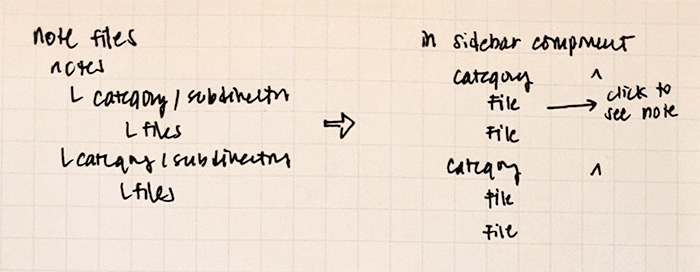 note files
notes
L category / subdirectory
L files
L category / subdirectory
L files
⇒
in sidebar component
category ^
File → click to
see note
File
category ^
File
File